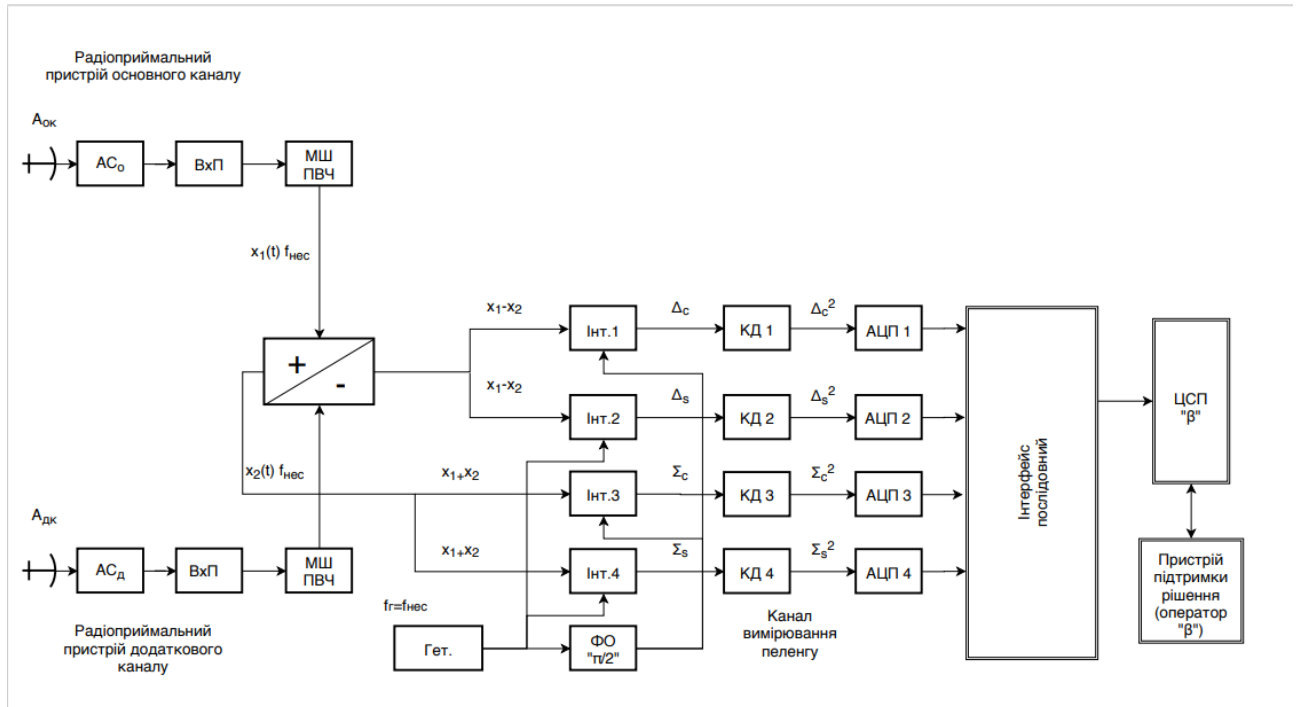 Радіоприймальний
пристрій основного каналу
Aок
АСо
ВхП
МШ
ПВЧ
x1(t) fнес
+
-
x2(t) fнес
Aдк
АСд
ВхП
МШ
ПВЧ
Радіоприймальний
пристрій додаткового
каналу
x1-x2
Інт.1
Δc
КД 1
Δc²
АЦП 1
x1-x2
Інт.2
Δs
КД 2
Δs²
АЦП 2
x1+x2
Інт.3
Σc
КД 3
Σc²
АЦП 3
x1+x2
Інт.4
Σs
КД 4
Σs²
АЦП 4
fг=fнес
Гет.
ФО
"π/2"
Канал
вимірювання
пеленгу
Інтерфейс
послідовний
ЦСП
"β"
Пристрій
підтримки
рішення
(оператор
"β")